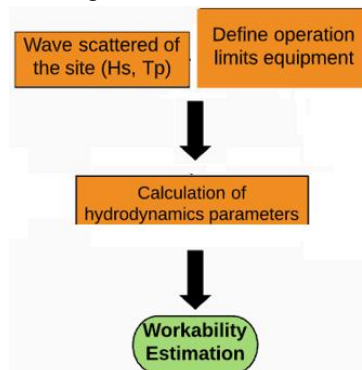 Wave scattered of
the site (Hs, Tp)
Define operation
limits equipment
Calculation of
hydrodynamics parameters
Workability
Estimation